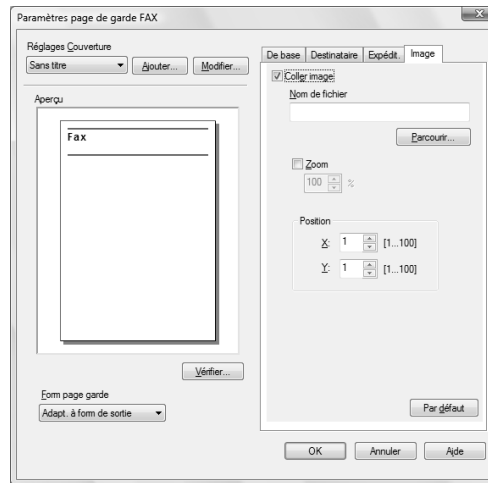 Paramètres page de garde FAX
Réglages Couverture
Sans titre
Ajouter...
Modifier...
Aperçu
Fax
Vérifier...
Form page garde
Adapt. à form de sortie
De base
Destinataire
Expédit.
Image
Coller image
Nom de fichier
Parcourir...
Zoom
100 %
Position
X: 1 [1...100]
Y: 1 [1...100]
Par défaut
OK
Annuler
Aide